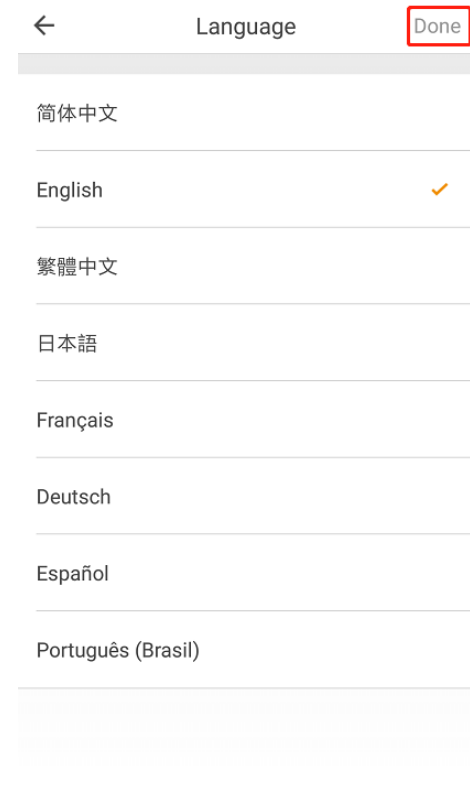 Language
Done
简体中文
English
繁體中文
日本語
Français
Deutsch
Español
Português (Brasil)